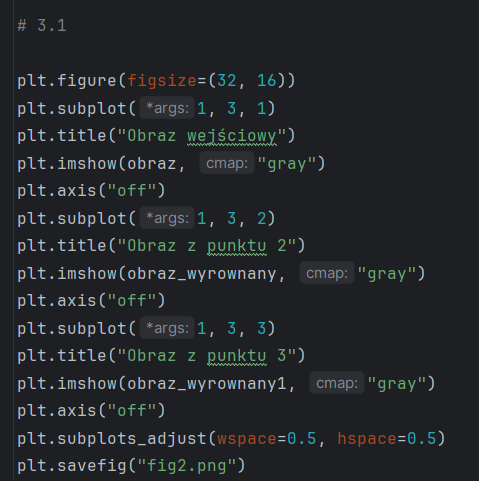 # 3.1
plt.figure(figsize=(32, 16))
plt.subplot( *args: 1, 3, 1)
plt.title("Obraz wejściowy")
plt.imshow(obraz, cmap: "gray")
plt.axis("off")
plt.subplot( *args: 1, 3, 2)
plt.title("Obraz z punktu 2")
plt.imshow(obraz_wyrownany, cmap: "gray")
plt.axis("off")
plt.subplot( *args: 1, 3, 3)
plt.title("Obraz z punktu 3")
plt.imshow(obraz_wyrownany1, cmap: "gray")
plt.axis("off")
plt.subplots_adjust(wspace=0.5, hspace=0.5)
plt.savefig("fig2.png")